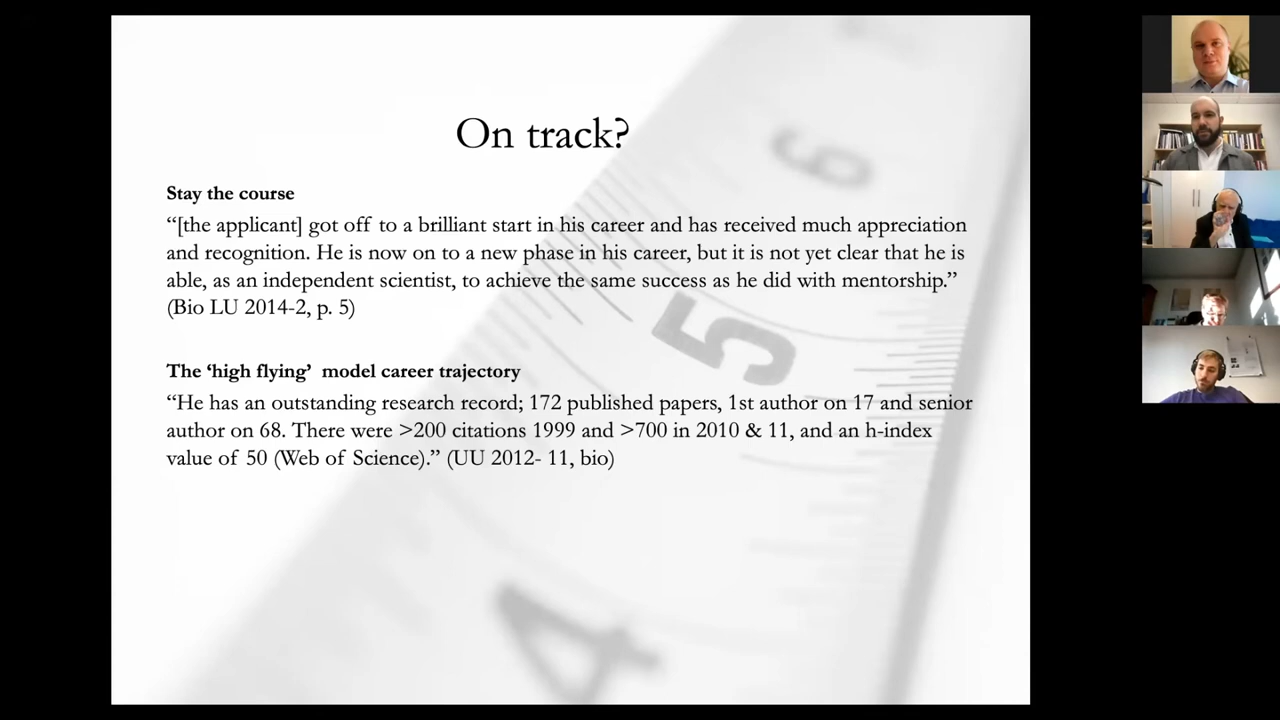 On track?
Stay the course
“[the applicant] got off to a brilliant start in his career and has received much appreciation
and recognition. He is now on to a new phase in his career, but it is not yet clear that he is
able, as an independent scientist, to achieve the same success as he did with mentorship.”
(Bio LU 2014-2, p. 5)
The ‘high flying’ model career trajectory
“He has an outstanding research record; 172 published papers, 1st author on 17 and senior
author on 68. There were >200 citations 1999 and >700 in 2010 & 11, and an h-index
value of 50 (Web of Science).” (UU 2012- 11, bio)
6
5
4